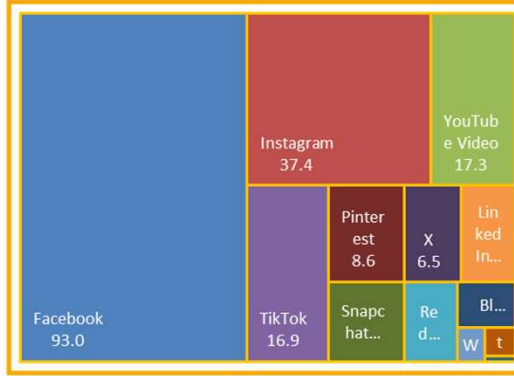 Facebook
93.0
Instagram
37.4
YouTub
e Video
17.3
TikTok
16.9
Pinter
est
8.6
X
6.5
Lin
ked
In...
Snapc
hat...
Re
d...
Bl...
W
t